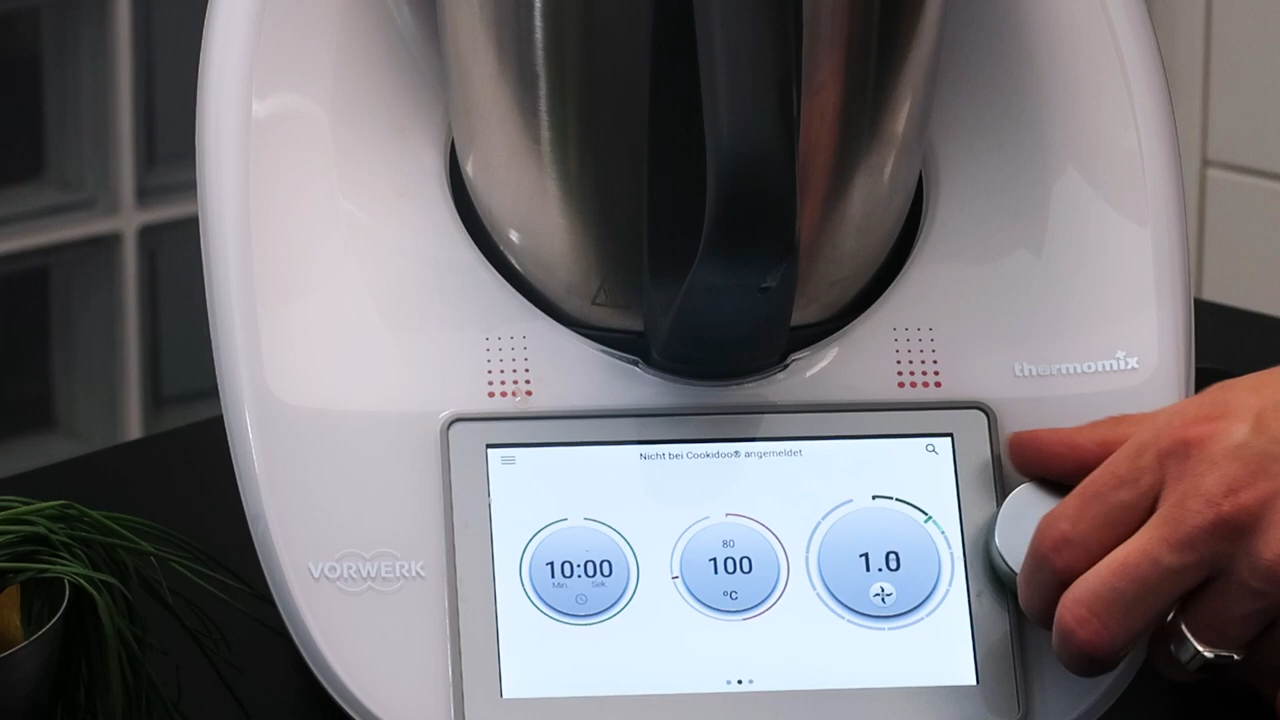 thermomix
Nicht bei Cookidoo® angemeldet
80
10:00
100
1.0
Min. Sek.
°C
VORWERK